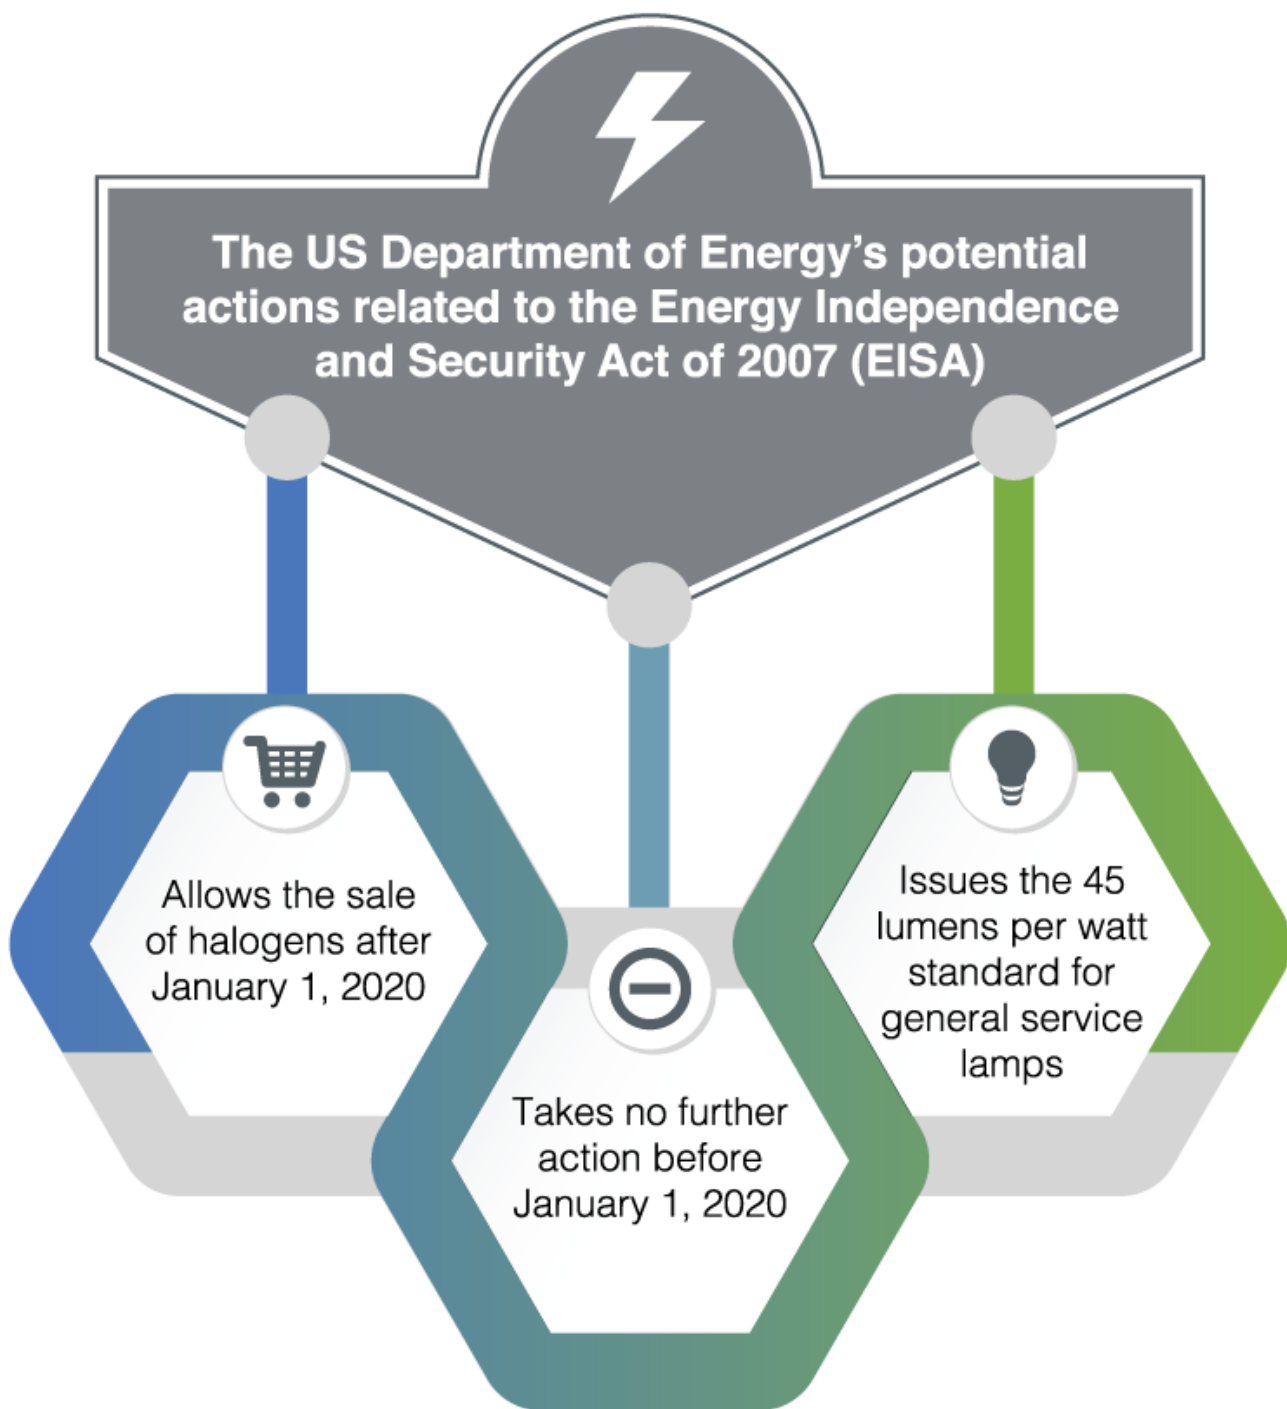 The US Department of Energy’s potential
actions related to the Energy Independence
and Security Act of 2007 (EISA)
Allows the sale
of halogens after
January 1, 2020
Takes no further
action before
January 1, 2020
Issues the 45
lumens per watt
standard for
general service
lamps